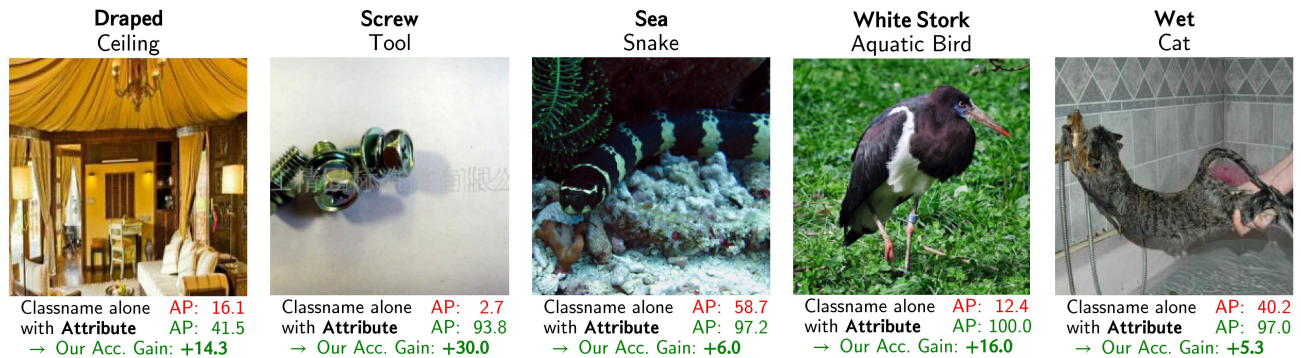 Draped
Ceiling
Classname alone AP: 16.1
with Attribute AP: 41.5
→ Our Acc. Gain: +14.3
Screw
Tool
Classname alone AP: 2.7
with Attribute AP: 93.8
→ Our Acc. Gain: +30.0
Sea
Snake
Classname alone AP: 58.7
with Attribute AP: 97.2
→ Our Acc. Gain: +6.0
White Stork
Aquatic Bird
Classname alone AP: 12.4
with Attribute AP: 100.0
→ Our Acc. Gain: +16.0
Wet
Cat
Classname alone AP: 40.2
with Attribute AP: 97.0
→ Our Acc. Gain: +5.3